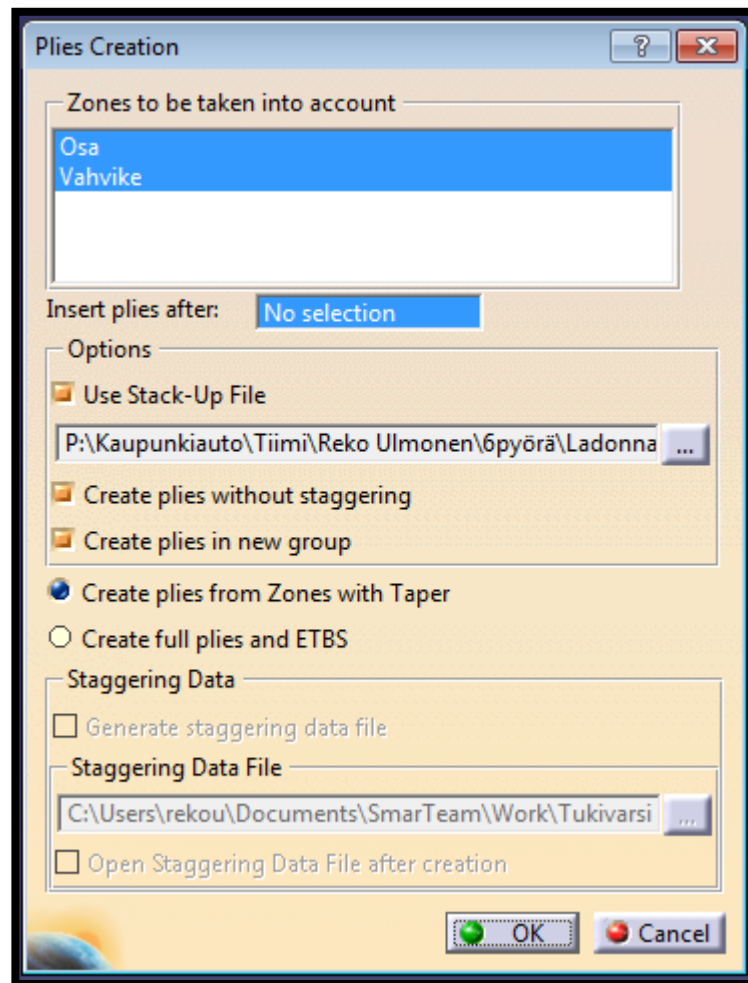 Plies Creation
Zones to be taken into account
Osa
Vahvike
Insert plies after: No selection
Options
Use Stack-Up File
P:\Kaupunkiauto\Tiimi\Reko Ulmonen\6pyörä\Ladonna ...
Create plies without staggering
Create plies in new group
Create plies from Zones with Taper
Create full plies and ETBS
Staggering Data
Generate staggering data file
Staggering Data File
C:\Users\rekou\Documents\SmarTeam\Work\Tukivarsi ...
Open Staggering Data File after creation
OK Cancel